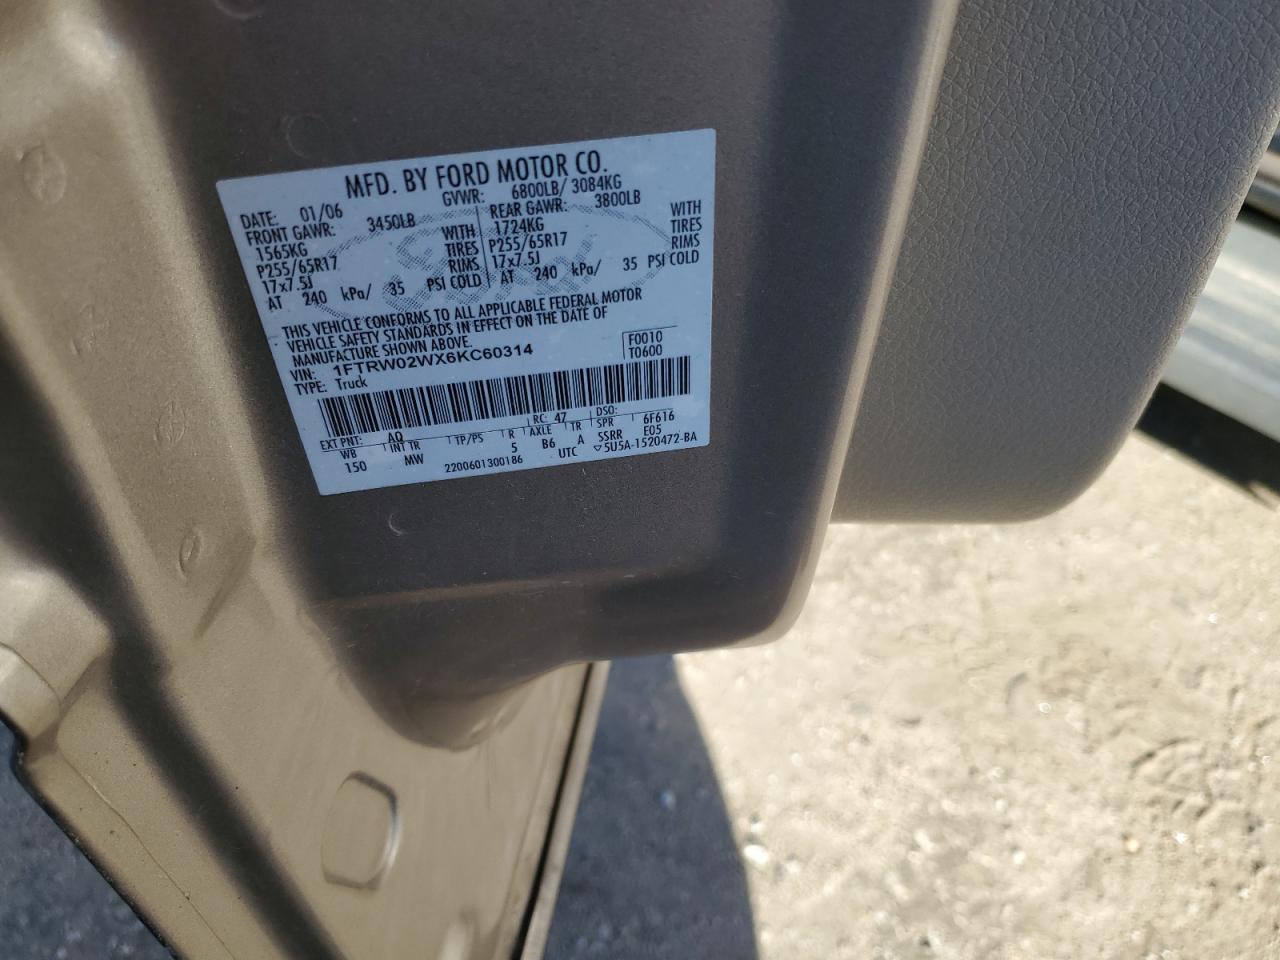 MFD. BY FORD MOTOR CO.
DATE: 01/06 GVWR: 6800LB/ 3084KG
FRONT GAWR: 3450LB REAR GAWR: 3800LB
1565KG WITH 1724KG WITH
P255/65R17 TIRES P255/65R17 TIRES
17x7.5J RIMS 17x7.5J RIMS
AT 240 kPa/ 35 PSI COLD AT 240 kPa/ 35 PSI COLD
THIS VEHICLE CONFORMS TO ALL APPLICABLE FEDERAL MOTOR
VEHICLE SAFETY STANDARDS IN EFFECT ON THE DATE OF
MANUFACTURE SHOWN ABOVE.
VIN: 1FTRW02WX6KC60314 F0010
TYPE: Truck T0600
EXT PNT: AQ RC: 47 DSO:
WB INT TR TP/PS R AXLE TR SPR 6F616
150 MW 5 B6 A SSRR E05
2200601300186 UTC ▽5U5A-1520472-BA